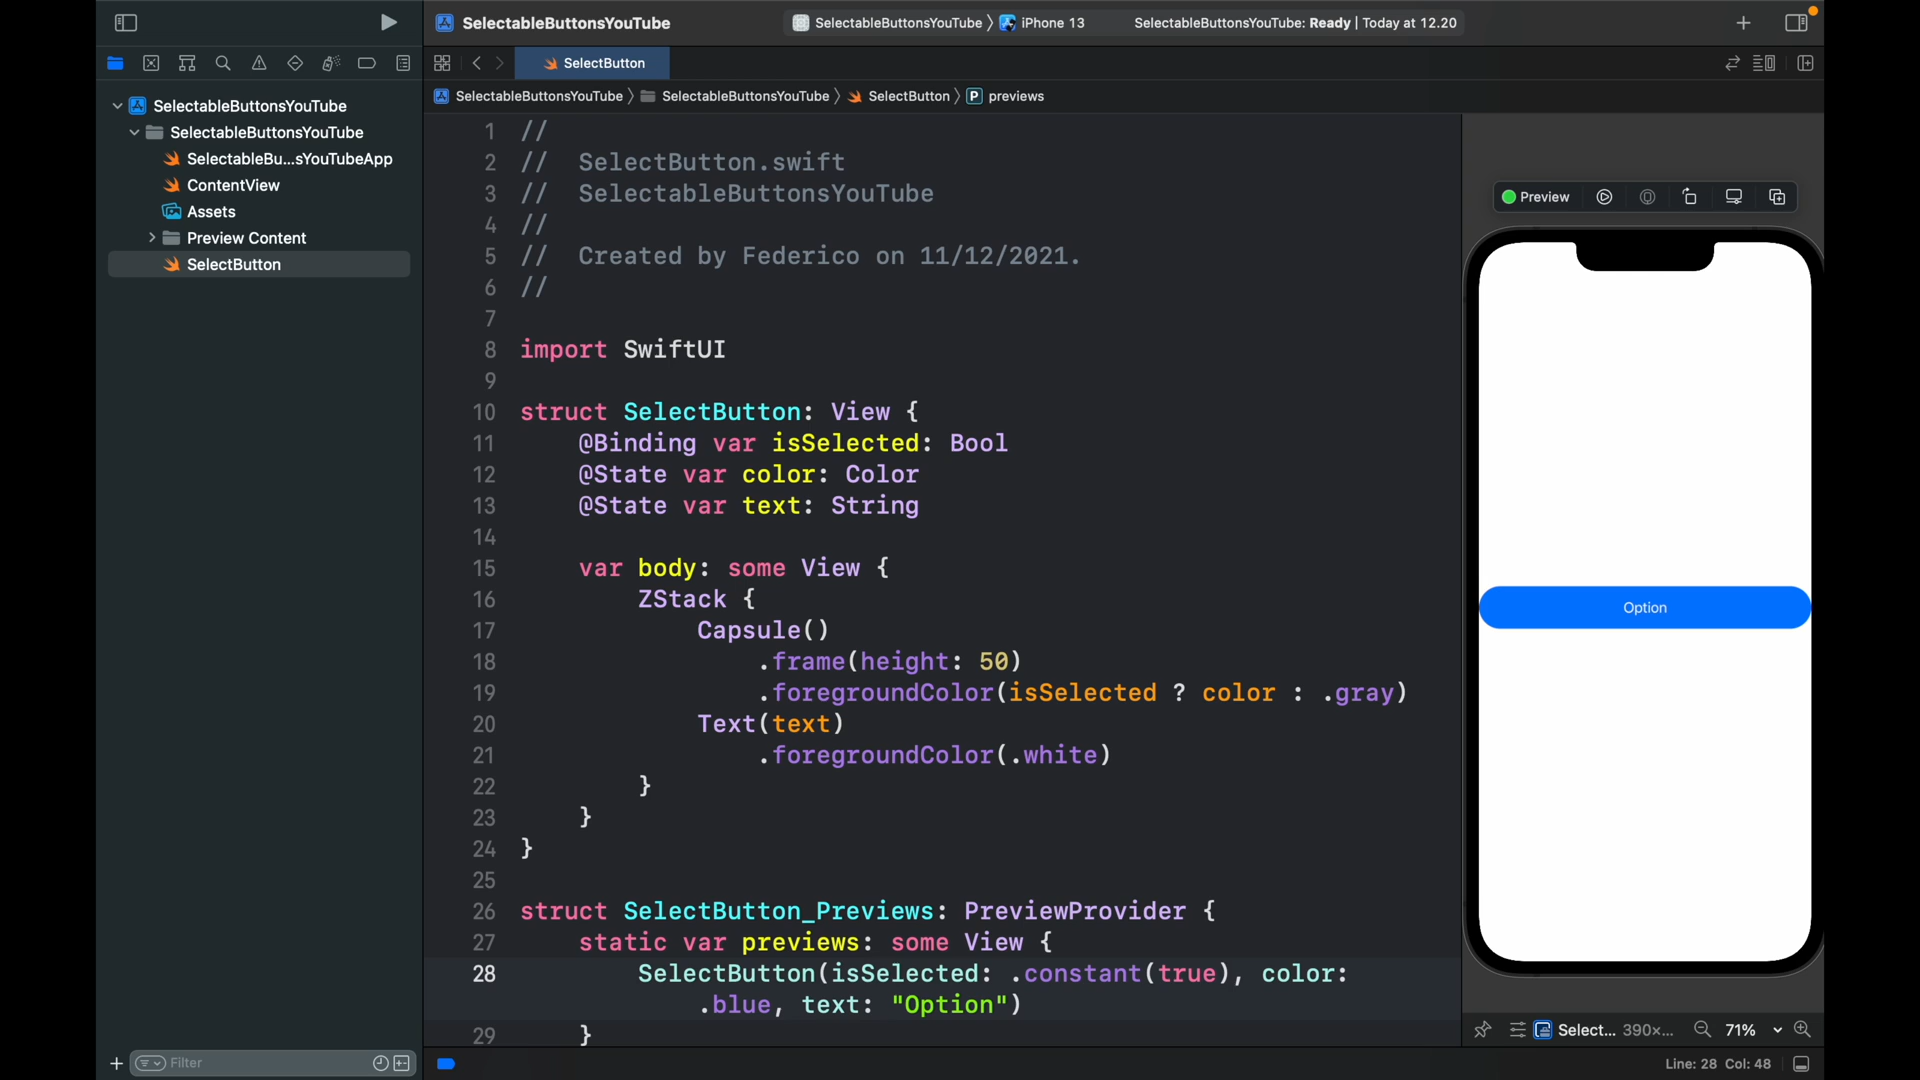 SelectableButtonsYouTube
SelectableButtonsYouTube 〉 iPhone 13
SelectableButtonsYouTube: Ready | Today at 12.20
SelectButton
SelectableButtonsYouTube 〉 SelectableButtonsYouTube 〉 SelectButton 〉 P previews
SelectableButtonsYouTube
SelectableButtonsYouTube
SelectableBu...sYouTubeApp
ContentView
Assets
Preview Content
SelectButton
Filter
1 //
2 //  SelectButton.swift
3 //  SelectableButtonsYouTube
4 //
5 //  Created by Federico on 11/12/2021.
6 //
7
8 import SwiftUI
9
10 struct SelectButton: View {
11     @Binding var isSelected: Bool
12     @State var color: Color
13     @State var text: String
14
15     var body: some View {
16         ZStack {
17             Capsule()
18                 .frame(height: 50)
19                 .foregroundColor(isSelected ? color : .gray)
20             Text(text)
21                 .foregroundColor(.white)
22         }
23     }
24 }
25
26 struct SelectButton_Previews: PreviewProvider {
27     static var previews: some View {
28         SelectButton(isSelected: .constant(true), color:
            .blue, text: "Option")
29     }
Preview
Option
Select... 390×... 71%
Line: 28 Col: 48